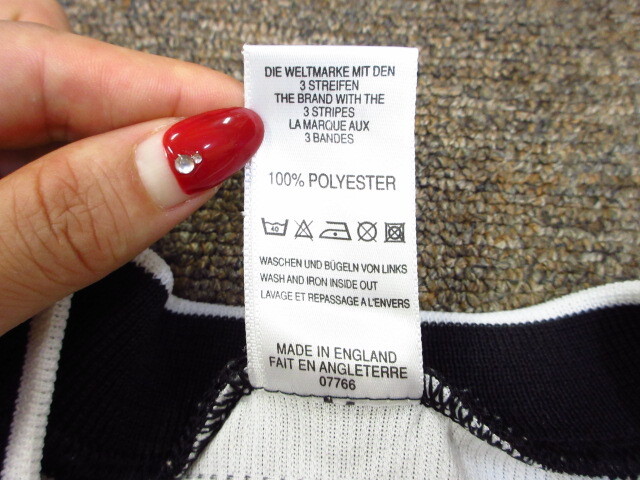 DIE WELTMARKE MIT DEN
3 STREIFEN
THE BRAND WITH THE
3 STRIPES
LA MARQUE AUX
3 BANDES
100% POLYESTER
40
WASCHEN UND BÜGELN VON LINKS
WASH AND IRON INSIDE OUT
LAVAGE ET REPASSAGE A L'ENVERS
MADE IN ENGLAND
FAIT EN ANGLETERRE
07766